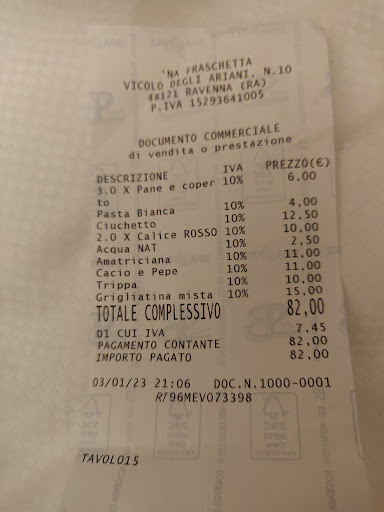 'NA FRASCHETTA
VICOLO DEGLI ARIANI, N.10
48121 RAVENNA (RA)
P.IVA 15293641005
DOCUMENTO COMMERCIALE
di vendita o prestazione
DESCRIZIONE IVA PREZZO(€)
3.0 X Pane e coper 10% 6,00
to
Pasta Bianca 10% 4,00
Ciuchetto 10% 12,50
2.0 X Calice ROSSO 10% 10,00
Acqua NAT 10% 2,50
Amatriciana 10% 11,00
Cacio e Pepe 10% 11,00
Trippa 10% 10,00
Grigliatina mista 10% 15,00
TOTALE COMPLESSIVO 82,00
DI CUI IVA 7,45
PAGAMENTO CONTANTE 82,00
IMPORTO PAGATO 82,00
03/01/23 21:06 DOC.N.1000-0001
RT96MEV073398
TAVOLO15